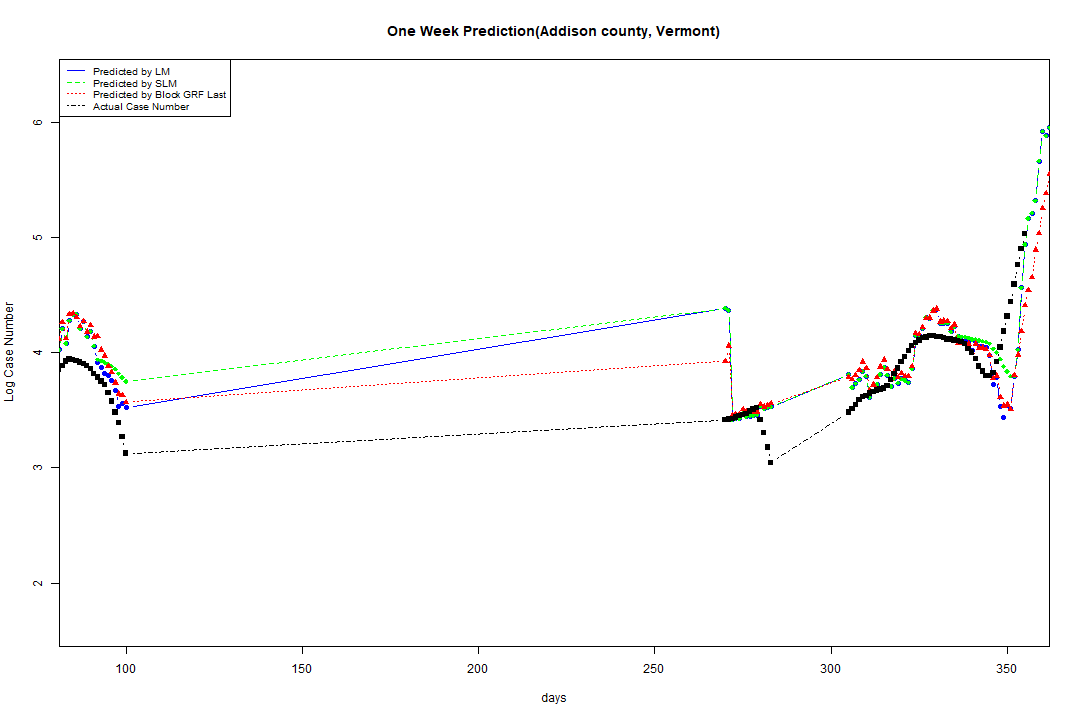 One Week Prediction(Addison county, Vermont)
Predicted by LM
Predicted by SLM
Predicted by Block GRF Last
Actual Case Number
Log Case Number
6
5
4
3
2
100 150 200 250 300 350
days